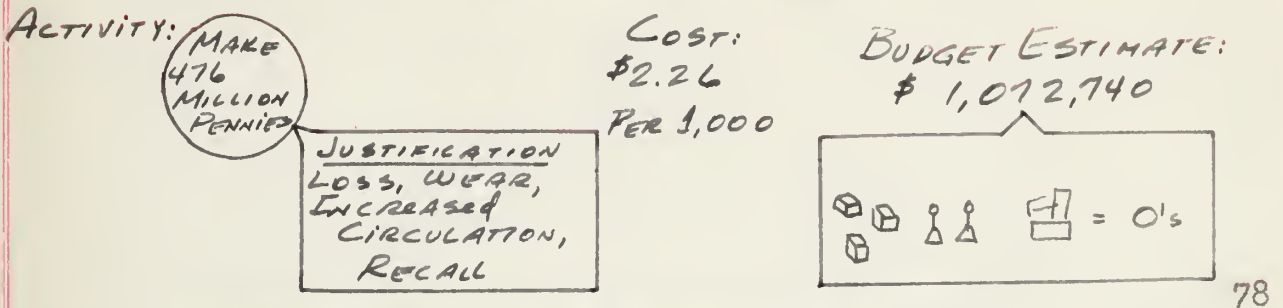 ACTIVITY:
MAKE
476
MILLION
PENNIES
JUSTIFICATION
LOSS, WEAR,
INCREASEd
CIRCULATION,
RECALL
COST:
$2.26
PER 1,000
BUDGET ESTIMATE:
$ 1,072,740
= O's
78